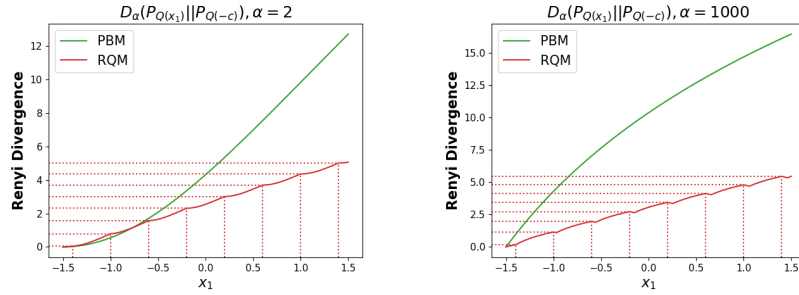 D_α(P_{Q(x_1)}||P_{Q(−c)}), α = 2
Renyi Divergence
12
10
8
6
4
2
0
PBM
RQM
−1.5 −1.0 −0.5 0.0 0.5 1.0 1.5
x_1
D_α(P_{Q(x_1)}||P_{Q(−c)}), α = 1000
Renyi Divergence
15.0
12.5
10.0
7.5
5.0
2.5
0.0
PBM
RQM
−1.5 −1.0 −0.5 0.0 0.5 1.0 1.5
x_1